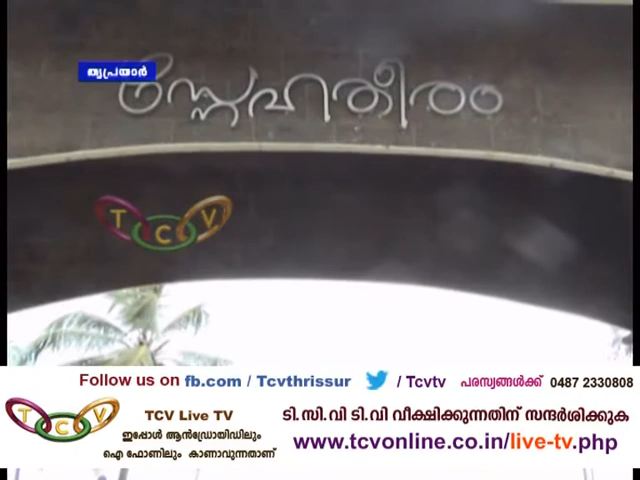 തൃപ്രയാർ
സ്നേഹതീരം
TCV
Follow us on fb.com / Tcvthrissur / Tcvtv പരസ്യങ്ങൾക്ക് 0487 2330808
TCV
TCV Live TV
ഇപ്പോൾ ആൻഡ്രോയിഡിലും
ഐ ഫോണിലും കാണാവുന്നതാണ്
ടി.സി.വി ടി.വി വീക്ഷിക്കുന്നതിന് സന്ദർശിക്കുക
www.tcvonline.co.in/live-tv.php